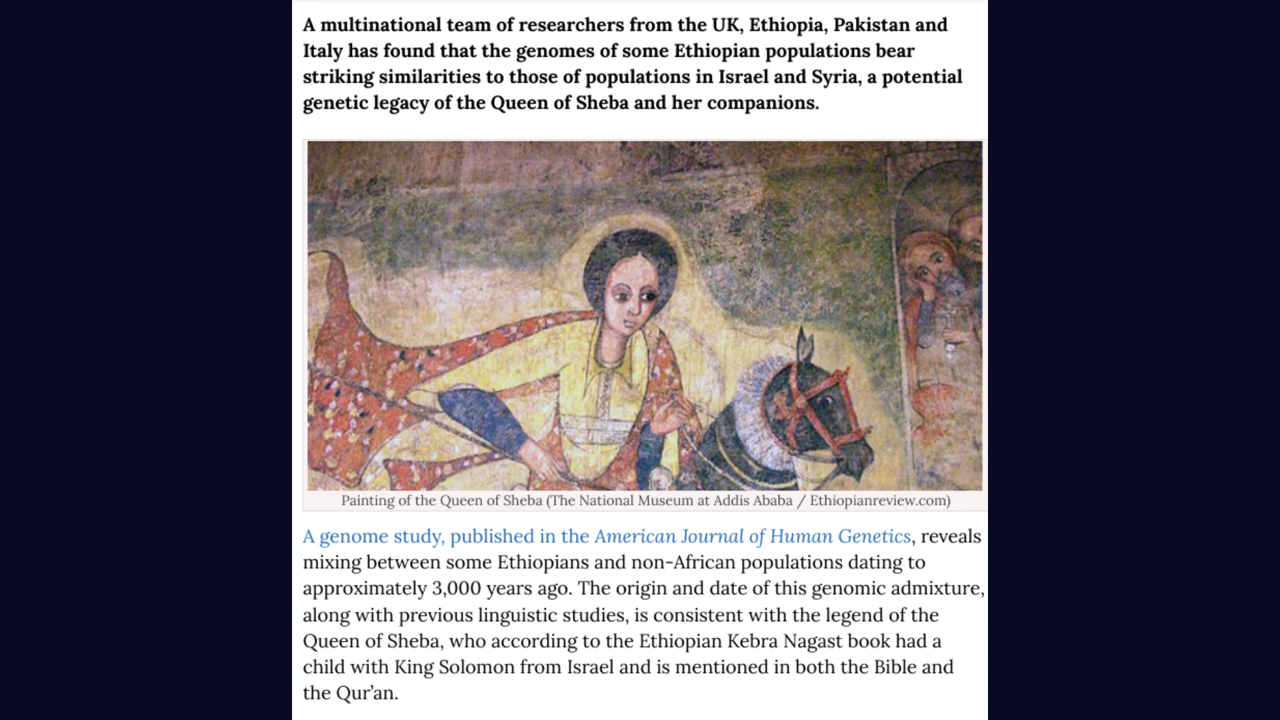 A multinational team of researchers from the UK, Ethiopia, Pakistan and
Italy has found that the genomes of some Ethiopian populations bear
striking similarities to those of populations in Israel and Syria, a potential
genetic legacy of the Queen of Sheba and her companions.
Painting of the Queen of Sheba (The National Museum at Addis Ababa / Ethiopianreview.com)
A genome study, published in the American Journal of Human Genetics, reveals
mixing between some Ethiopians and non-African populations dating to
approximately 3,000 years ago. The origin and date of this genomic admixture,
along with previous linguistic studies, is consistent with the legend of the
Queen of Sheba, who according to the Ethiopian Kebra Nagast book had a
child with King Solomon from Israel and is mentioned in both the Bible and
the Qur’an.